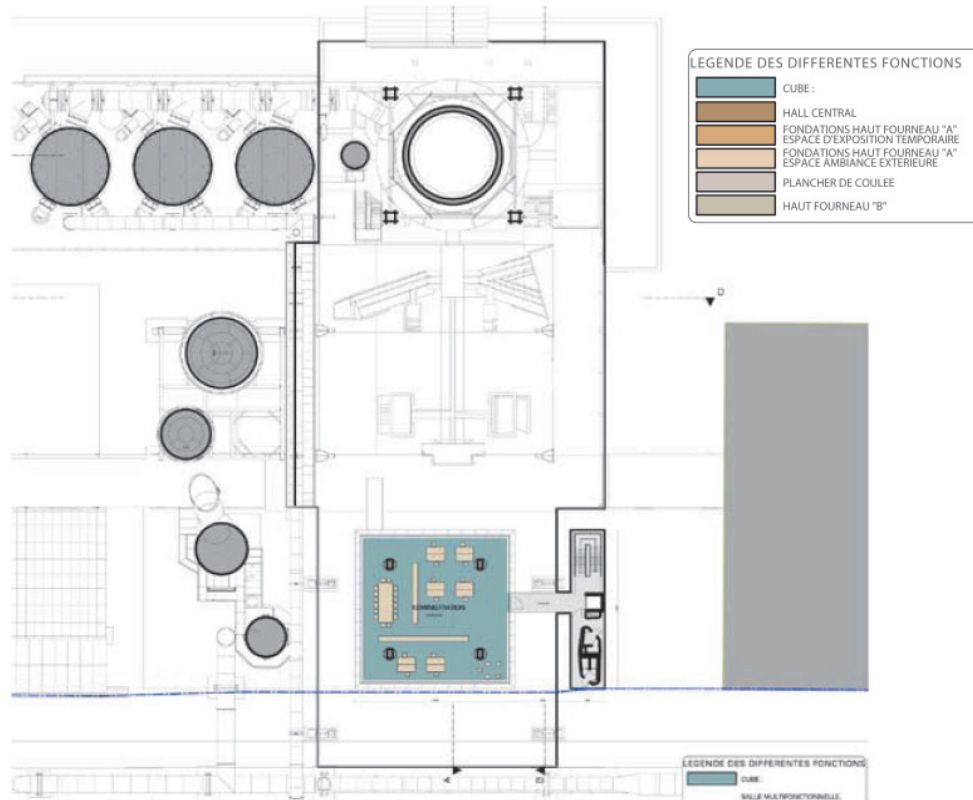 LEGENDE DES DIFFERENTES FONCTIONS
CUBE :
HALL CENTRAL
FONDATIONS HAUT FOURNEAU "A"
ESPACE D'EXPOSITION TEMPORAIRE
FONDATIONS HAUT FOURNEAU "A"
ESPACE AMBIANCE EXTERIEURE
PLANCHER DE COULEE
HAUT FOURNEAU "B"
D
ADMINISTRATION
A
B
LEGENDE DES DIFFERENTES FONCTIONS
CUBE :
SALLE MULTIFONCTIONNELLE,